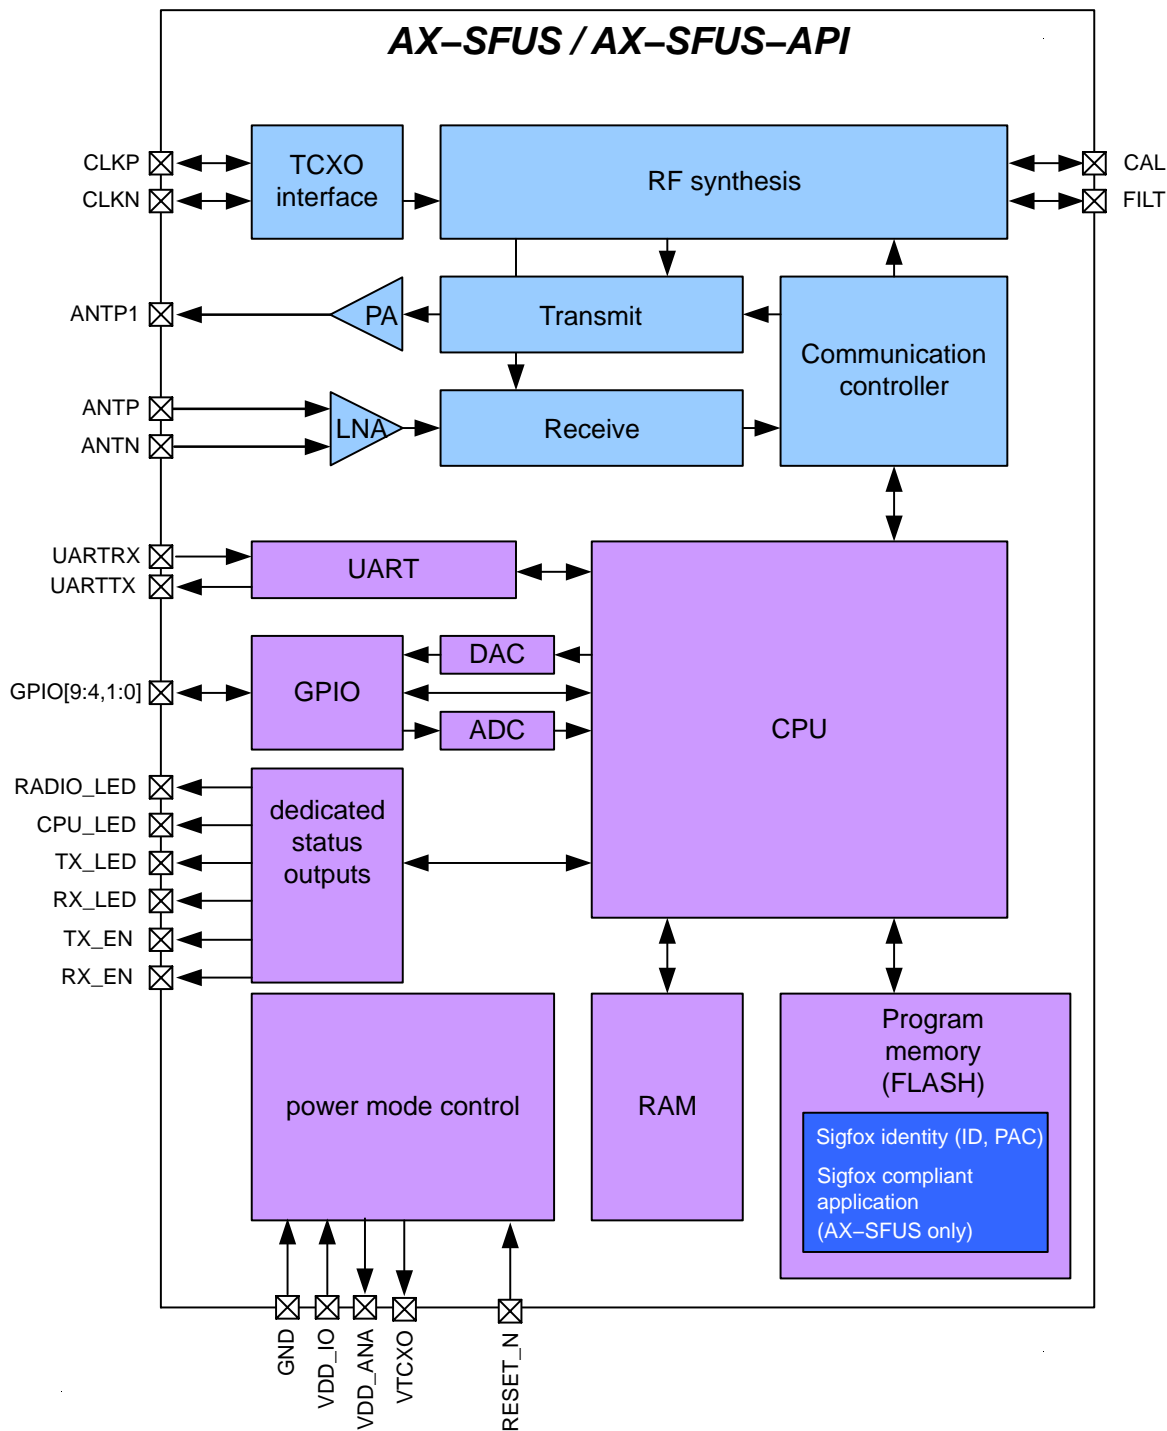 AX–SFUS / AX–SFUS–API
CLKP
CLKN
TCXO
interface
RF synthesis
CAL
FILT
ANTP1
PA
Transmit
Communication
controller
ANTP
ANTN
LNA
Receive
UARTRX
UARTTX
UART
GPIO[9:4,1:0]
GPIO
DAC
ADC
CPU
RADIO_LED
CPU_LED
TX_LED
RX_LED
TX_EN
RX_EN
dedicated
status
outputs
power mode control
RAM
Program
memory
(FLASH)
Sigfox identity (ID, PAC)
Sigfox compliant
application
(AX–SFUS only)
GND
VDD_IO
VDD_ANA
VTCXO
RESET_N